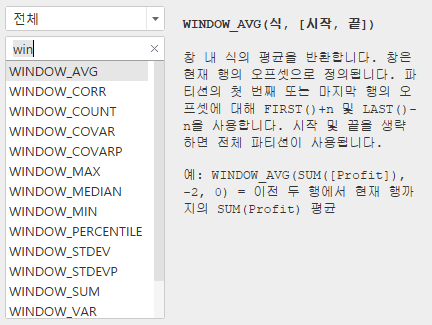 전체
win
WINDOW_AVG
WINDOW_CORR
WINDOW_COUNT
WINDOW_COVAR
WINDOW_COVARP
WINDOW_MAX
WINDOW_MEDIAN
WINDOW_MIN
WINDOW_PERCENTILE
WINDOW_STDEV
WINDOW_STDEVP
WINDOW_SUM
WINDOW_VAR
WINDOW_AVG(식, [시작, 끝])
창 내 식의 평균을 반환합니다. 창은
현재 행의 오프셋으로 정의됩니다. 파
티션의 첫 번째 또는 마지막 행의 오
프셋에 대해 FIRST()+n 및 LAST()-
n을 사용합니다. 시작 및 끝을 생략
하면 전체 파티션이 사용됩니다.
예: WINDOW_AVG(SUM([Profit]),
-2, 0) = 이전 두 행에서 현재 행까
지의 SUM(Profit) 평균